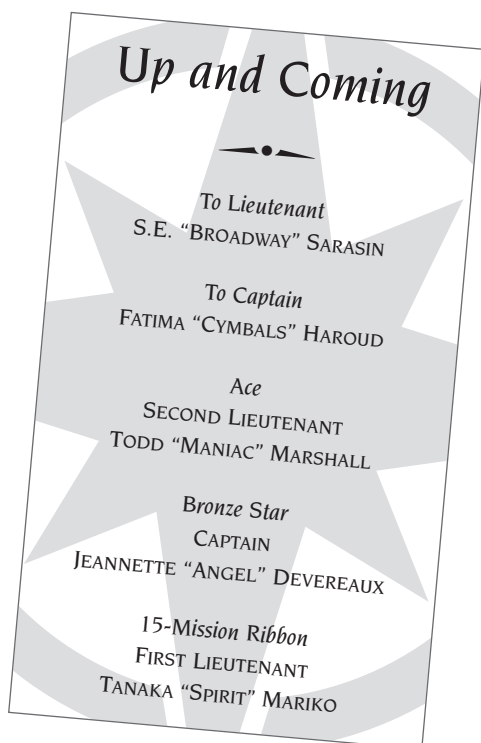 Up and Coming
To Lieutenant
S.E. “Broadway” Sarasin
To Captain
Fatima “Cymbals” Haroud
Ace
Second Lieutenant
Todd “Maniac” Marshall
Bronze Star
Captain
Jeannette “Angel” Devereaux
15-Mission Ribbon
First Lieutenant
Tanaka “Spirit” Mariko